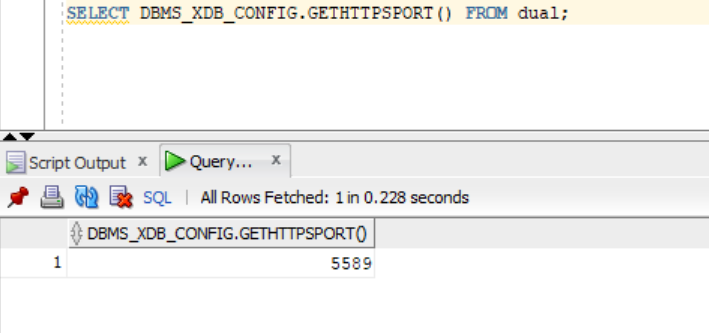 SELECT DBMS_XDB_CONFIG.GETHTTPSPORT() FROM dual;
Script Output x Query... x
SQL | All Rows Fetched: 1 in 0.228 seconds
DBMS_XDB_CONFIG.GETHTTPSPORT()
1 5589